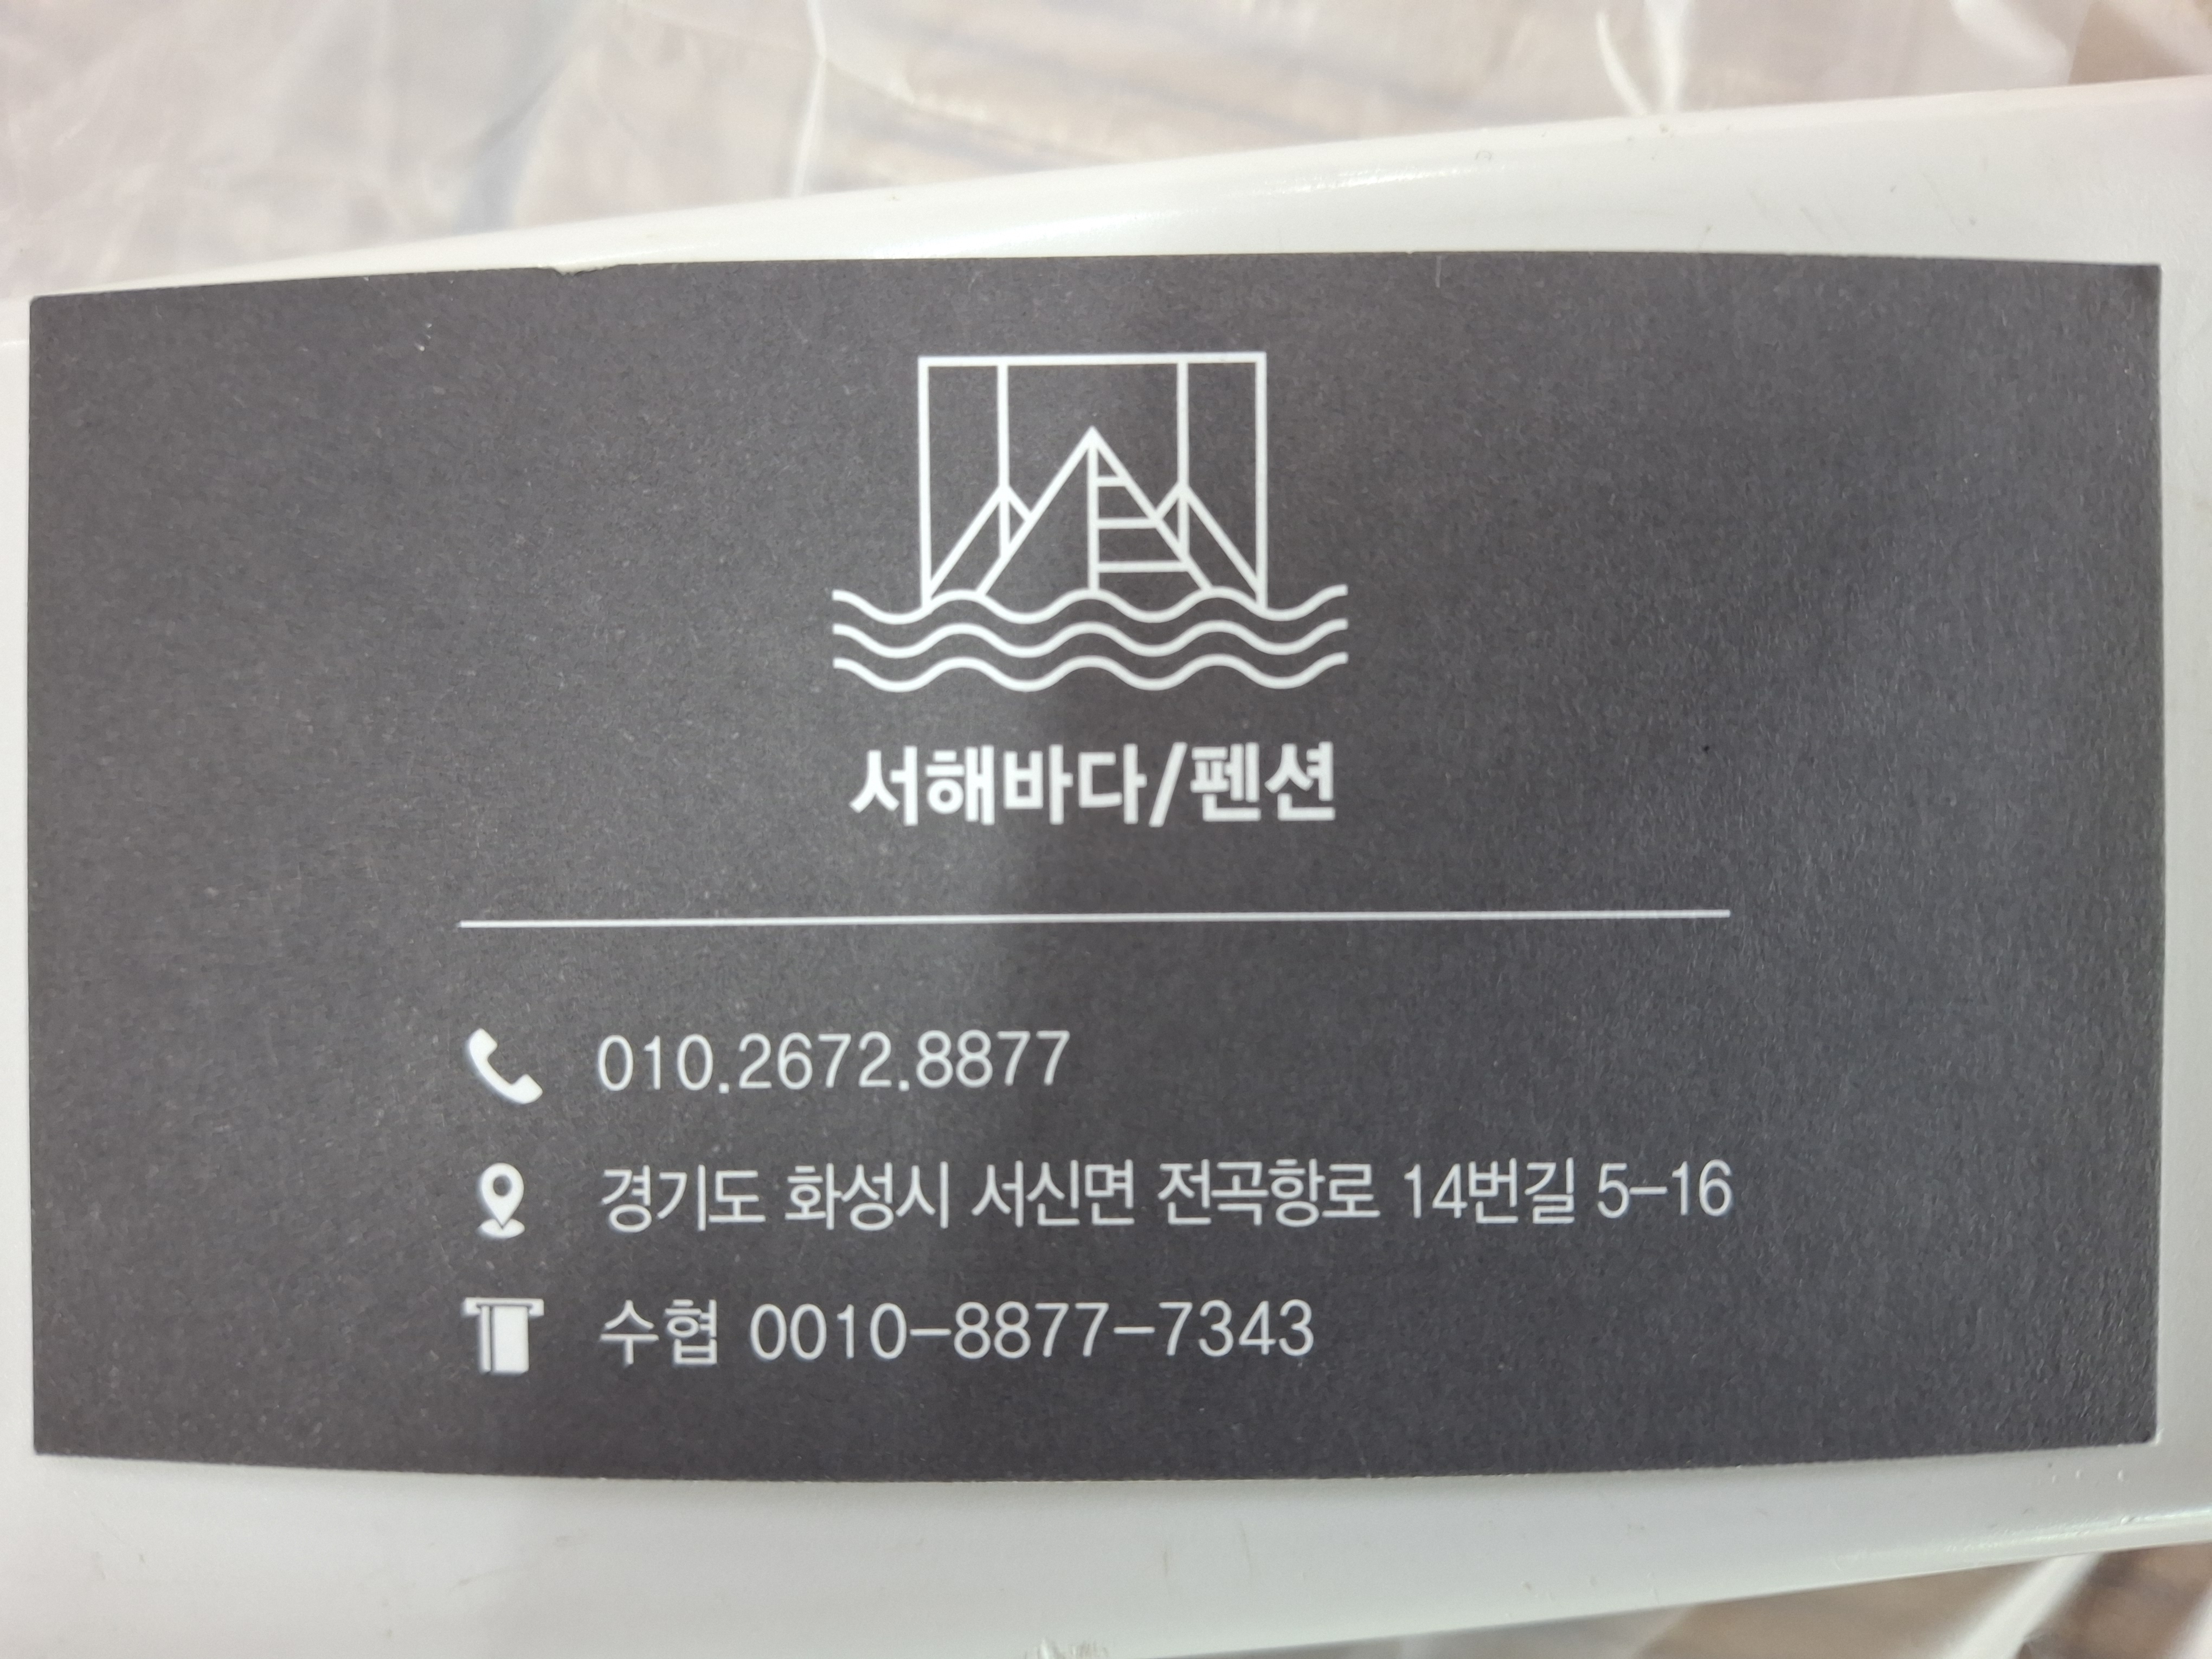 서해바다/펜션
010.2672.8877
경기도 화성시 서신면 전곡항로 14번길 5-16
수협 0010-8877-7343